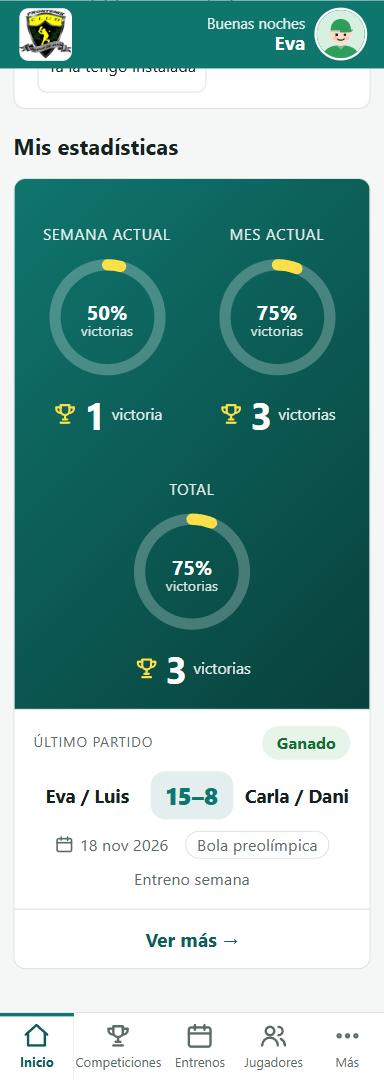 FRONTENIS
CLUB
Buenas noches
Eva
Ya la tengo instalada
Mis estadísticas
SEMANA ACTUAL
MES ACTUAL
50%
victorias
75%
victorias
1 victoria
3 victorias
TOTAL
75%
victorias
3 victorias
ÚLTIMO PARTIDO
Ganado
Eva / Luis
15–8
Carla / Dani
18 nov 2026
Bola preolímpica
Entreno semana
Ver más →
Inicio
Competiciones
Entrenos
Jugadores
Más